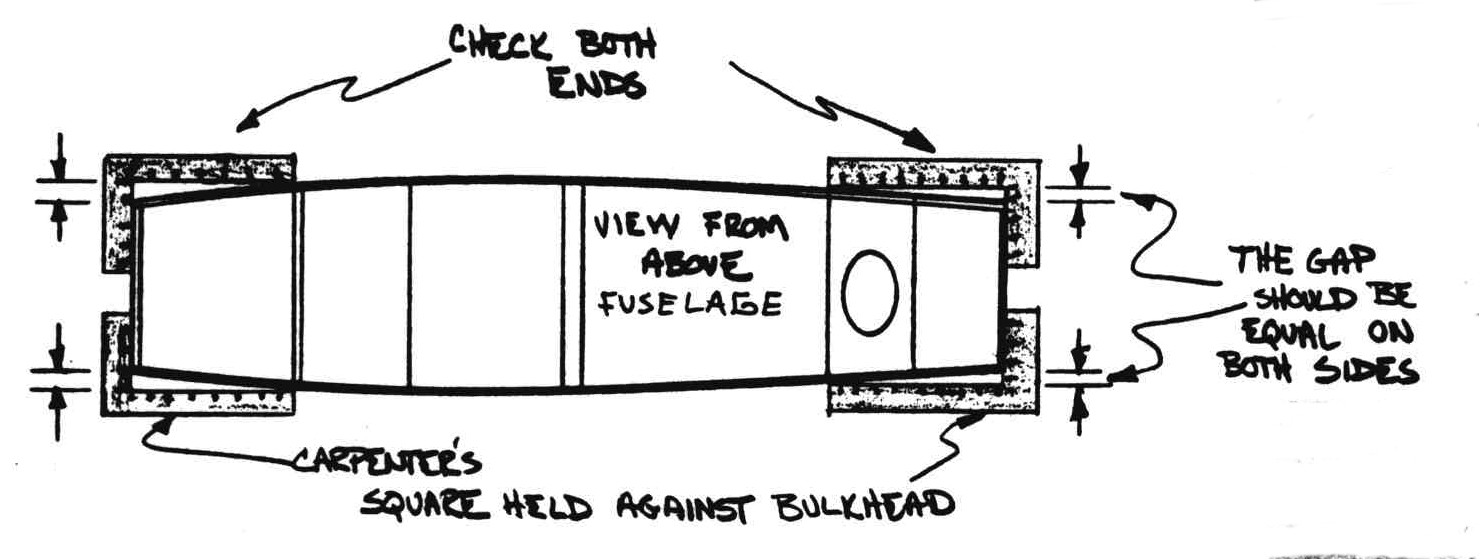 CHECK BOTH
ENDS
VIEW FROM
ABOVE
FUSELAGE
THE GAP
SHOULD BE
EQUAL ON
BOTH SIDES
CARPENTER'S
SQUARE HELD AGAINST BULKHEAD